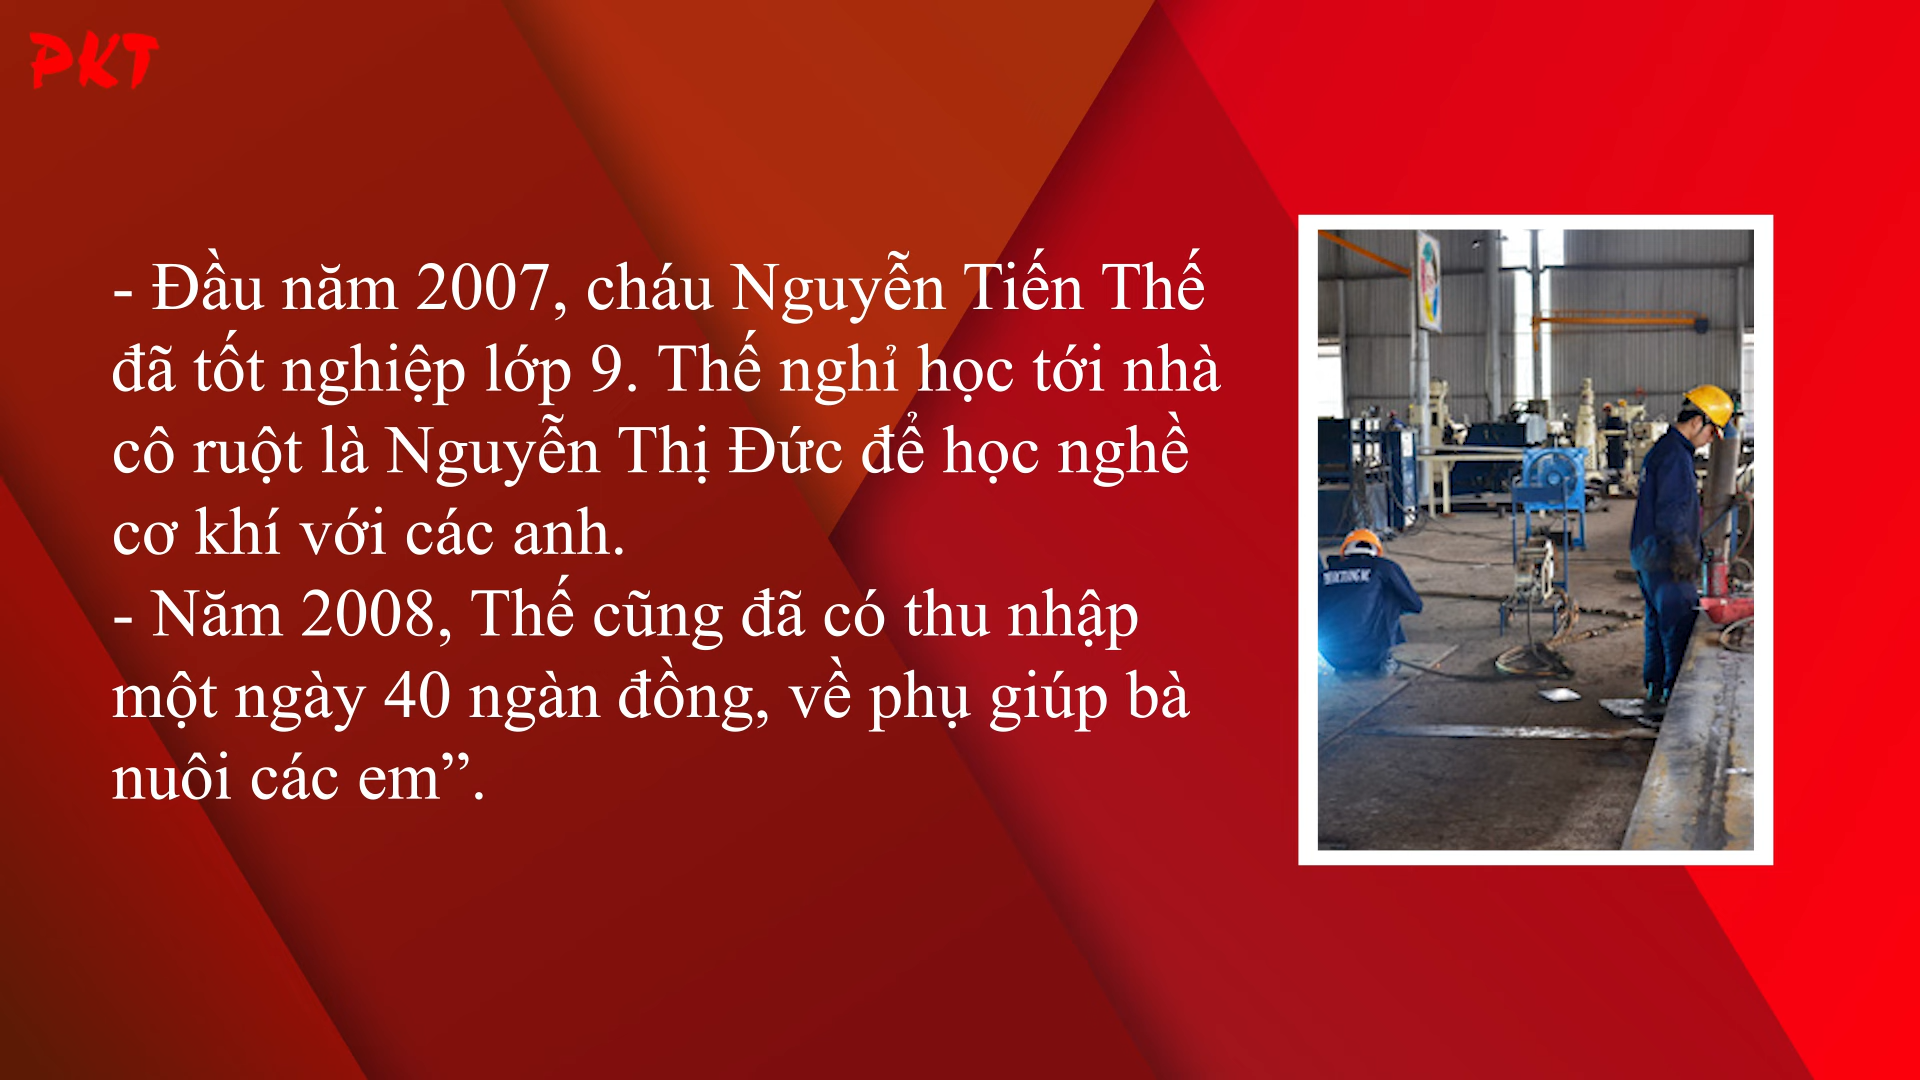 PKT
- Đầu năm 2007, cháu Nguyễn Tiến Thế
đã tốt nghiệp lớp 9. Thế nghỉ học tới nhà
cô ruột là Nguyễn Thị Đức để học nghề
cơ khí với các anh.
- Năm 2008, Thế cũng đã có thu nhập
một ngày 40 ngàn đồng, về phụ giúp bà
nuôi các em”.